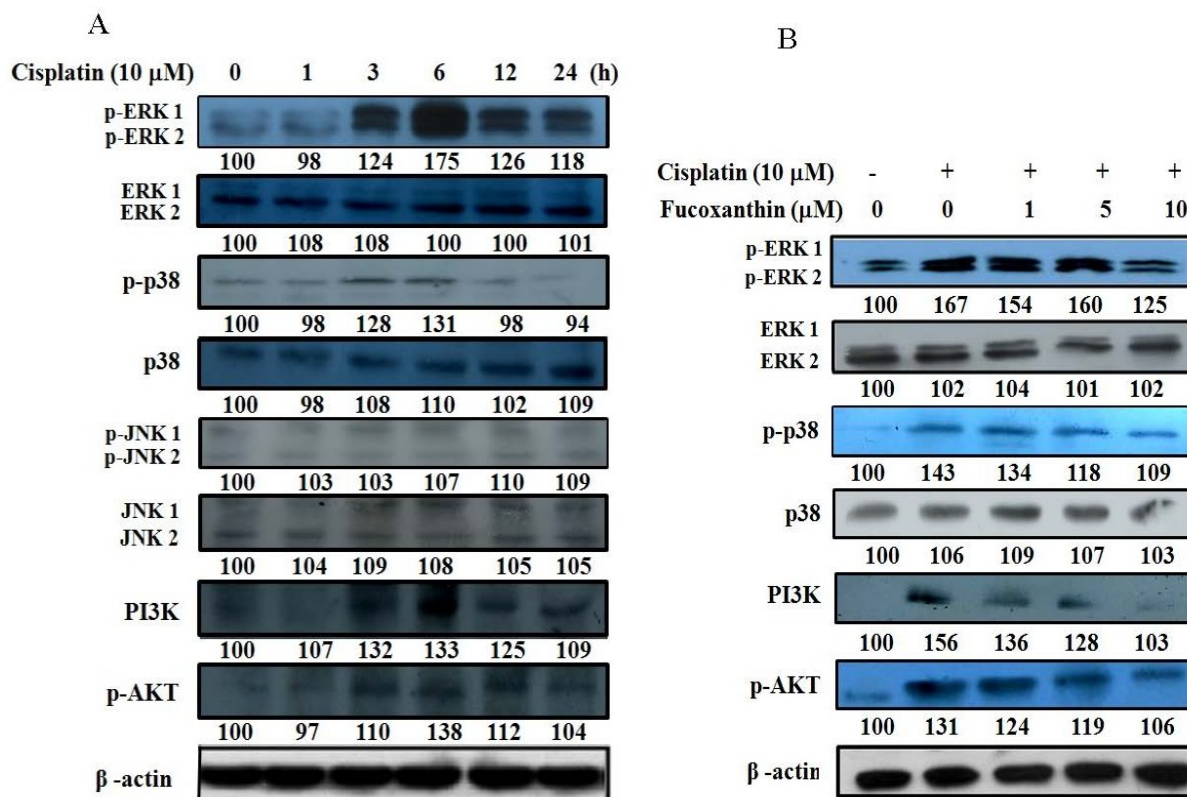 A
Cisplatin (10 µM) 0 1 3 6 12 24 (h)
p-ERK 1
p-ERK 2
100 98 124 175 126 118
ERK 1
ERK 2
100 108 108 100 100 101
p-p38
100 98 128 131 98 94
p38
100 98 108 110 102 109
p-JNK 1
p-JNK 2
100 103 103 107 110 109
JNK 1
JNK 2
100 104 109 108 105 105
PI3K
100 107 132 133 125 109
p-AKT
100 97 110 138 112 104
β -actin
B
Cisplatin (10 µM) - + + + +
Fucoxanthin (µM) 0 0 1 5 10
p-ERK 1
p-ERK 2
100 167 154 160 125
ERK 1
ERK 2
100 102 104 101 102
p-p38
100 143 134 118 109
p38
100 106 109 107 103
PI3K
100 156 136 128 103
p-AKT
100 131 124 119 106
β -actin